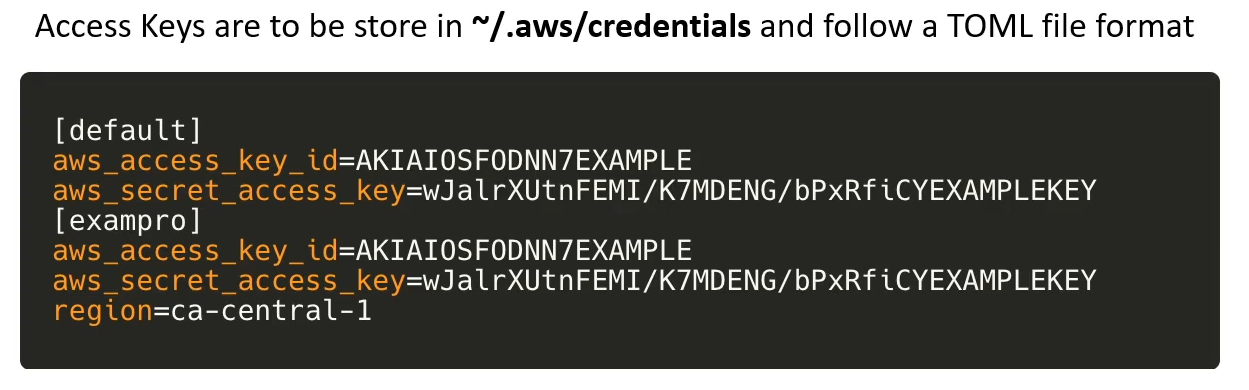 Access Keys are to be store in ~/.aws/credentials and follow a TOML file format
[default]
aws_access_key_id=AKIAIOSFODNN7EXAMPLE
aws_secret_access_key=wJalrXUtnFEMI/K7MDENG/bPxRfiCYEXAMPLEKEY
[exampro]
aws_access_key_id=AKIAIOSFODNN7EXAMPLE
aws_secret_access_key=wJalrXUtnFEMI/K7MDENG/bPxRfiCYEXAMPLEKEY
region=ca-central-1